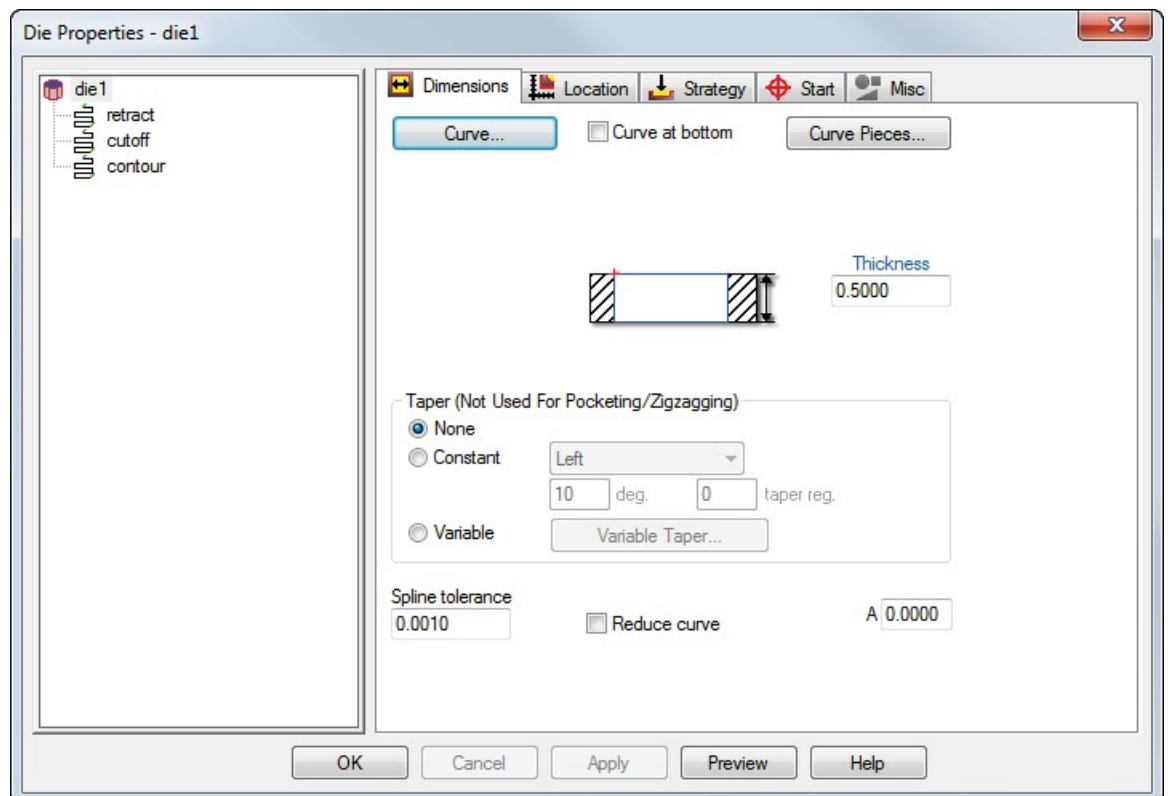 Die Properties - die1
X
die1
retract
cutoff
contour
Dimensions Location Strategy Start Misc
Curve... Curve at bottom Curve Pieces...
Thickness
0.5000
Taper (Not Used For Pocketing/Zigzagging)
None
Constant Left
10 deg. 0 taper reg.
Variable Variable Taper...
Spline tolerance
0.0010 Reduce curve A 0.0000
OK Cancel Apply Preview Help